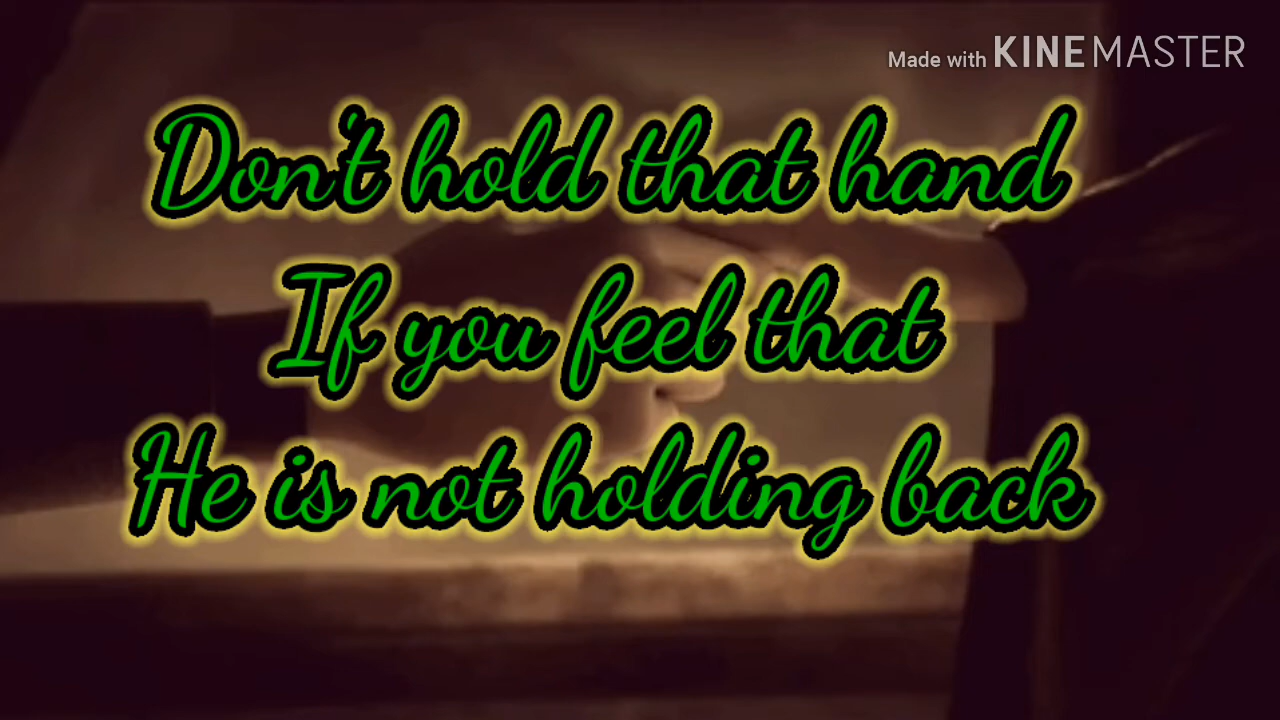 Made with KINEMASTER
Don't hold that hand
If you feel that
He is not holding back